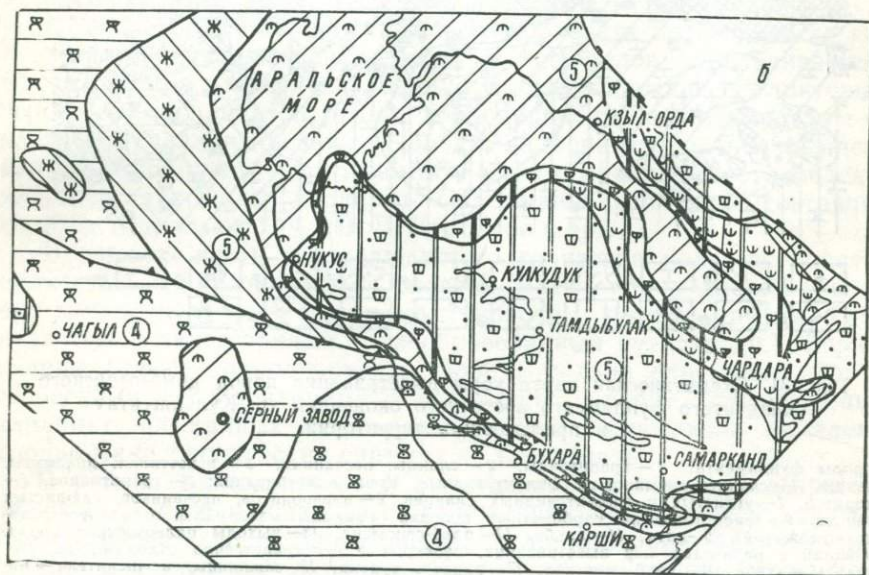 б
5
АРАЛЬСКОЕ
МОРЕ
КЗЫЛ-ОРДА
5
НУКУС
КУЛКУДУК
ЧАГЫЛ 4
ТАМДЫБУЛАК
5
ЧАРДАРА
СЕРНЫЙ ЗАВОД
БУХАРА
САМАРКАНД
4
КАРШИ